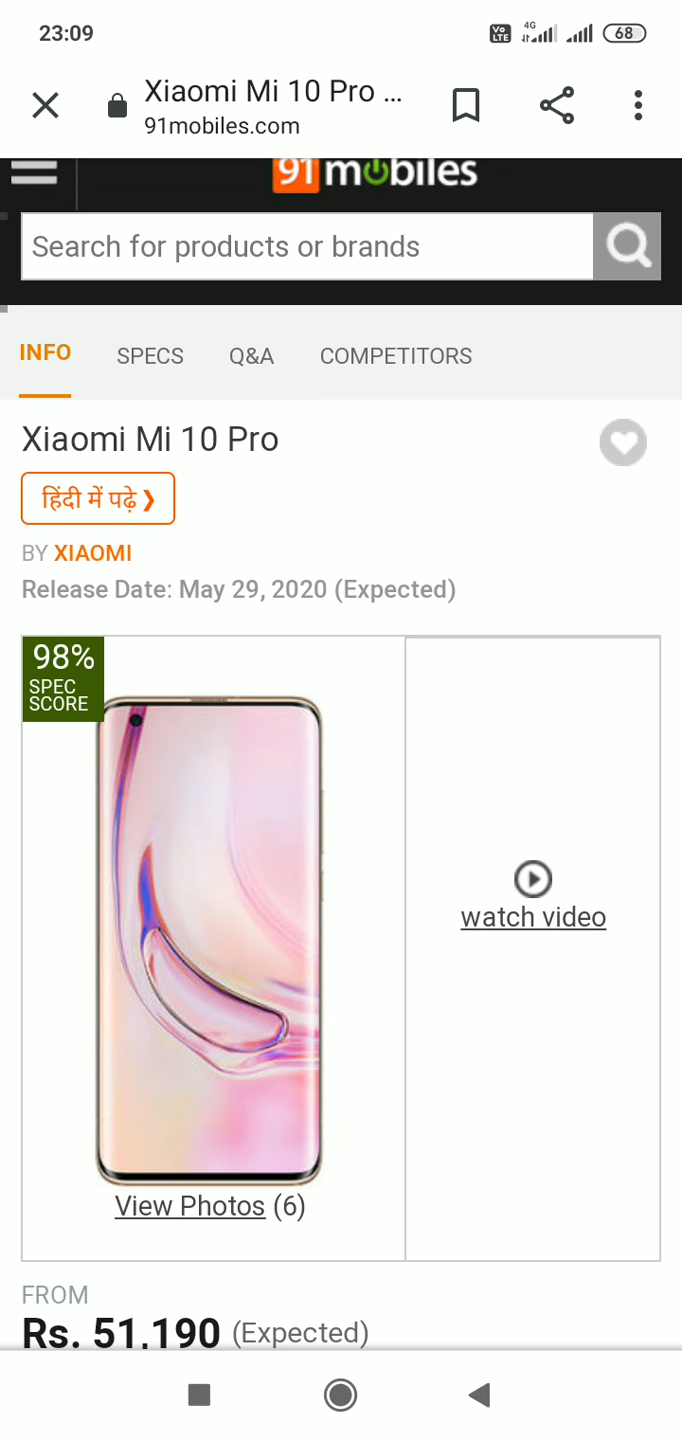 23:09
Vo LTE 4G 68
Xiaomi Mi 10 Pro ...
91mobiles.com
91mobiles
Search for products or brands
INFO SPECS Q&A COMPETITORS
Xiaomi Mi 10 Pro
हिंदी में पढ़े ❯
BY XIAOMI
Release Date: May 29, 2020 (Expected)
98%
SPEC
SCORE
watch video
View Photos (6)
FROM
Rs. 51,190 (Expected)